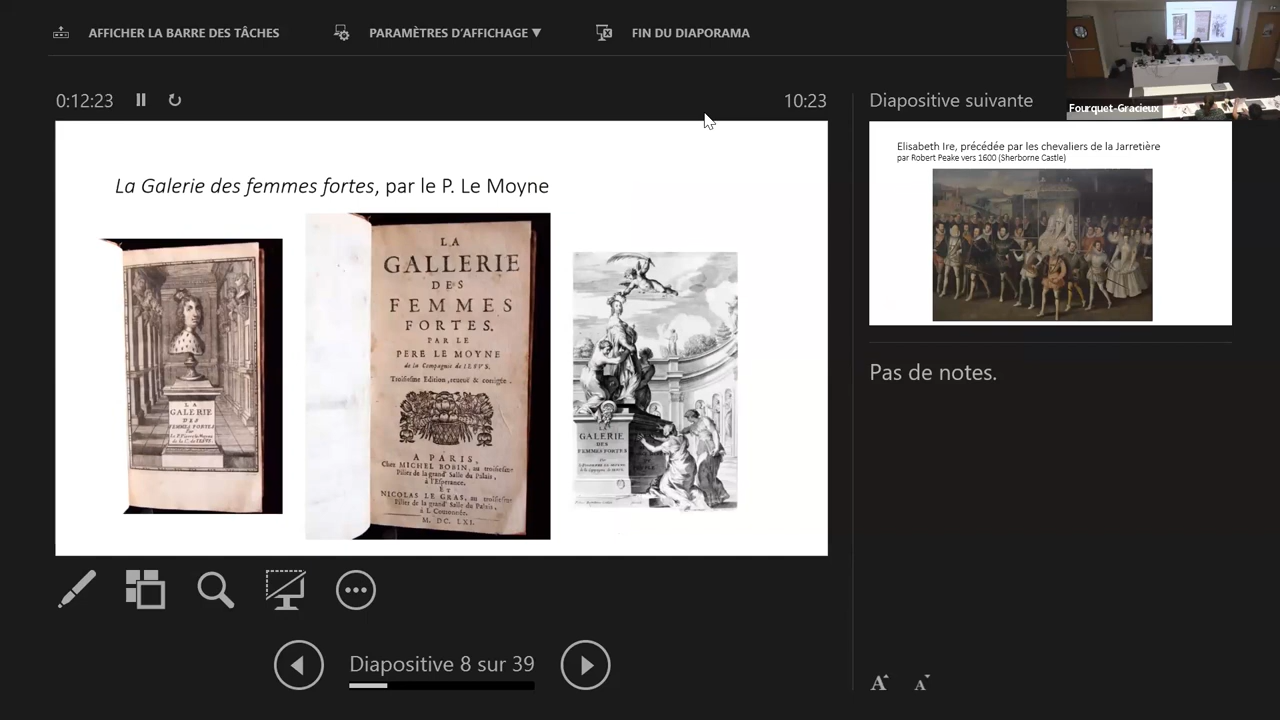 AFFICHER LA BARRE DES TÂCHES
PARAMÈTRES D'AFFICHAGE ▼
FIN DU DIAPORAMA
Fourquet-Gracieux
0:12:23
10:23
Diapositive suivante
La Galerie des femmes fortes, par le P. Le Moyne
LA
GALERIE
DES
FEMMES FORTES
LA
GALLERIE
DES
FEMMES
FORTES.
PAR LE
PERE LE MOYNE
de la Compagnie de IESVS.
Troisiesme Edition, reueuë & corrigée.
A PARIS,
Chez MICHEL BOBIN, au troisiesme
Pilier de la grand' Salle du Palais,
à l'Esperance.
ET
NICOLAS LE GRAS, au troisiesme
Pilier de la grand' Salle du Palais,
à L Couronnée.
M. DC. LXI.
GALERIE
DES
FEMMES FORTES
Elisabeth Ire, précédée par les chevaliers de la Jarretière
par Robert Peake vers 1600 (Sherborne Castle)
Pas de notes.
Diapositive 8 sur 39
A A